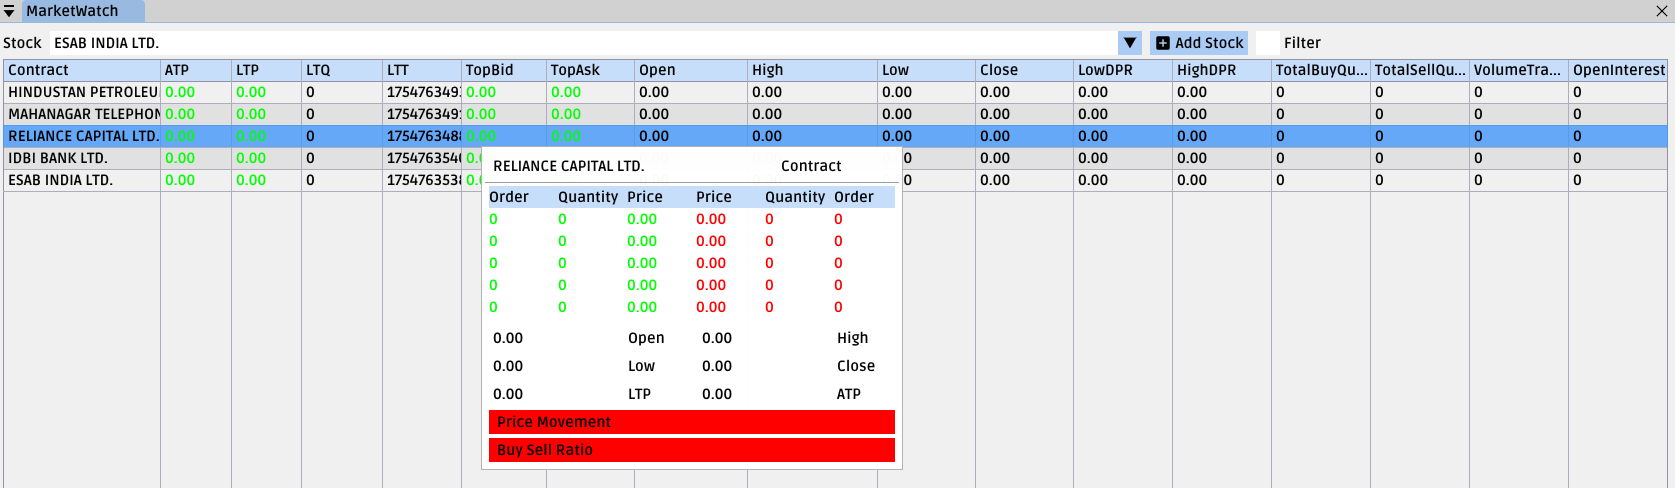 MarketWatch
Stock ESAB INDIA LTD. Add Stock Filter
Contract ATP LTP LTQ LTT TopBid TopAsk Open High Low Close LowDPR HighDPR TotalBuyQu... TotalSellQu... VolumeTra... OpenInterest
HINDUSTAN PETROLEU 0.00 0.00 0 175476349 0.00 0.00 0.00 0.00 0.00 0.00 0.00 0.00 0 0 0 0
MAHANAGAR TELEPHON 0.00 0.00 0 175476349 0.00 0.00 0.00 0.00 0.00 0.00 0.00 0.00 0 0 0 0
RELIANCE CAPITAL LTD. 0.00 0.00 0 175476348 0.00 0.00 0.00 0.00 0.00 0.00 0.00 0.00 0 0 0 0
IDBI BANK LTD. 0.00 0.00 0 175476354 0.00 0.00 0.00 0 0 0 0
ESAB INDIA LTD. 0.00 0.00 0 175476353 0.00 0.00 0.00 0 0 0 0
RELIANCE CAPITAL LTD. Contract
Order Quantity Price Price Quantity Order
0 0 0.00 0.00 0 0
0 0 0.00 0.00 0 0
0 0 0.00 0.00 0 0
0 0 0.00 0.00 0 0
0 0 0.00 0.00 0 0
0.00 Open 0.00 High
0.00 Low 0.00 Close
0.00 LTP 0.00 ATP
Price Movement
Buy Sell Ratio